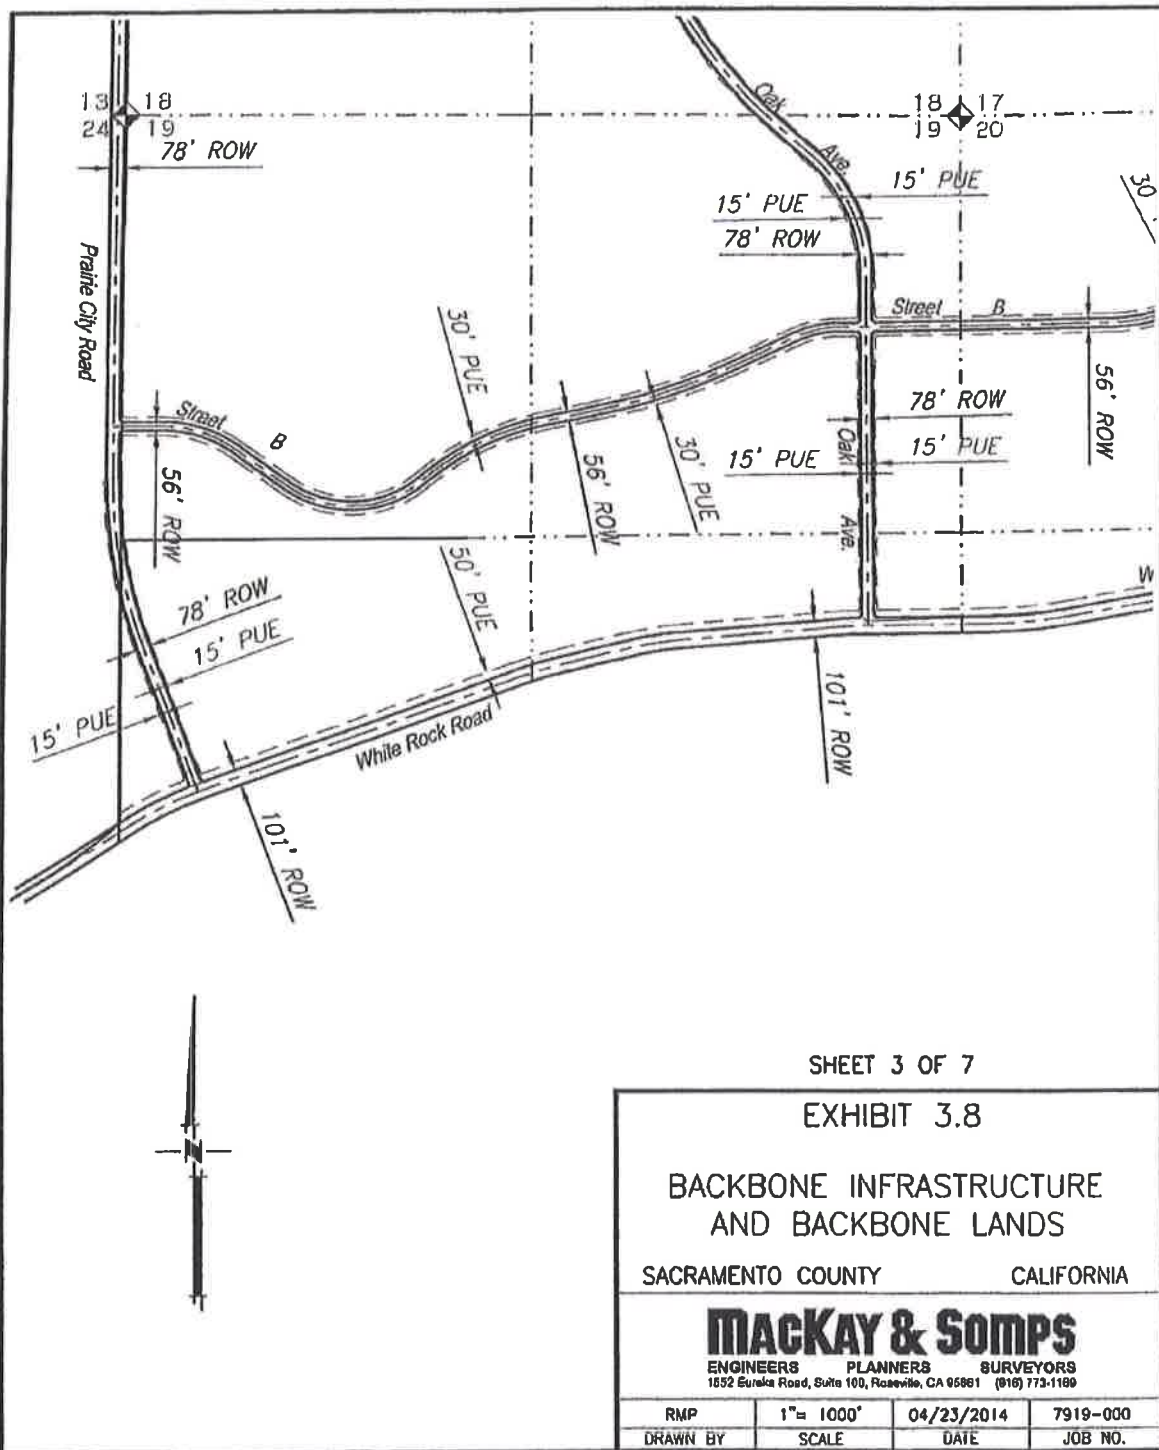 13 18
24 19
78' ROW
Prairie City Road
Oak
Ave.
18 17
19 20
15' PUE
15' PUE
78' ROW
30'
Street B
56' ROW
30' PUE
Street B
56' ROW
56' ROW
30' PUE
78' ROW
15' PUE
15' PUE
Oak
Ave.
50' PUE
78' ROW
15' PUE
15' PUE
W
White Rock Road
101' ROW
101' ROW
N
SHEET 3 OF 7
EXHIBIT 3.8
BACKBONE INFRASTRUCTURE
AND BACKBONE LANDS
SACRAMENTO COUNTY CALIFORNIA
MACKAY & SOMPS
ENGINEERS PLANNERS SURVEYORS
1552 Eureka Road, Suite 100, Roseville, CA 95661 (916) 773-1189
RMP 1"= 1000' 04/23/2014 7919-000
DRAWN BY SCALE DATE JOB NO.